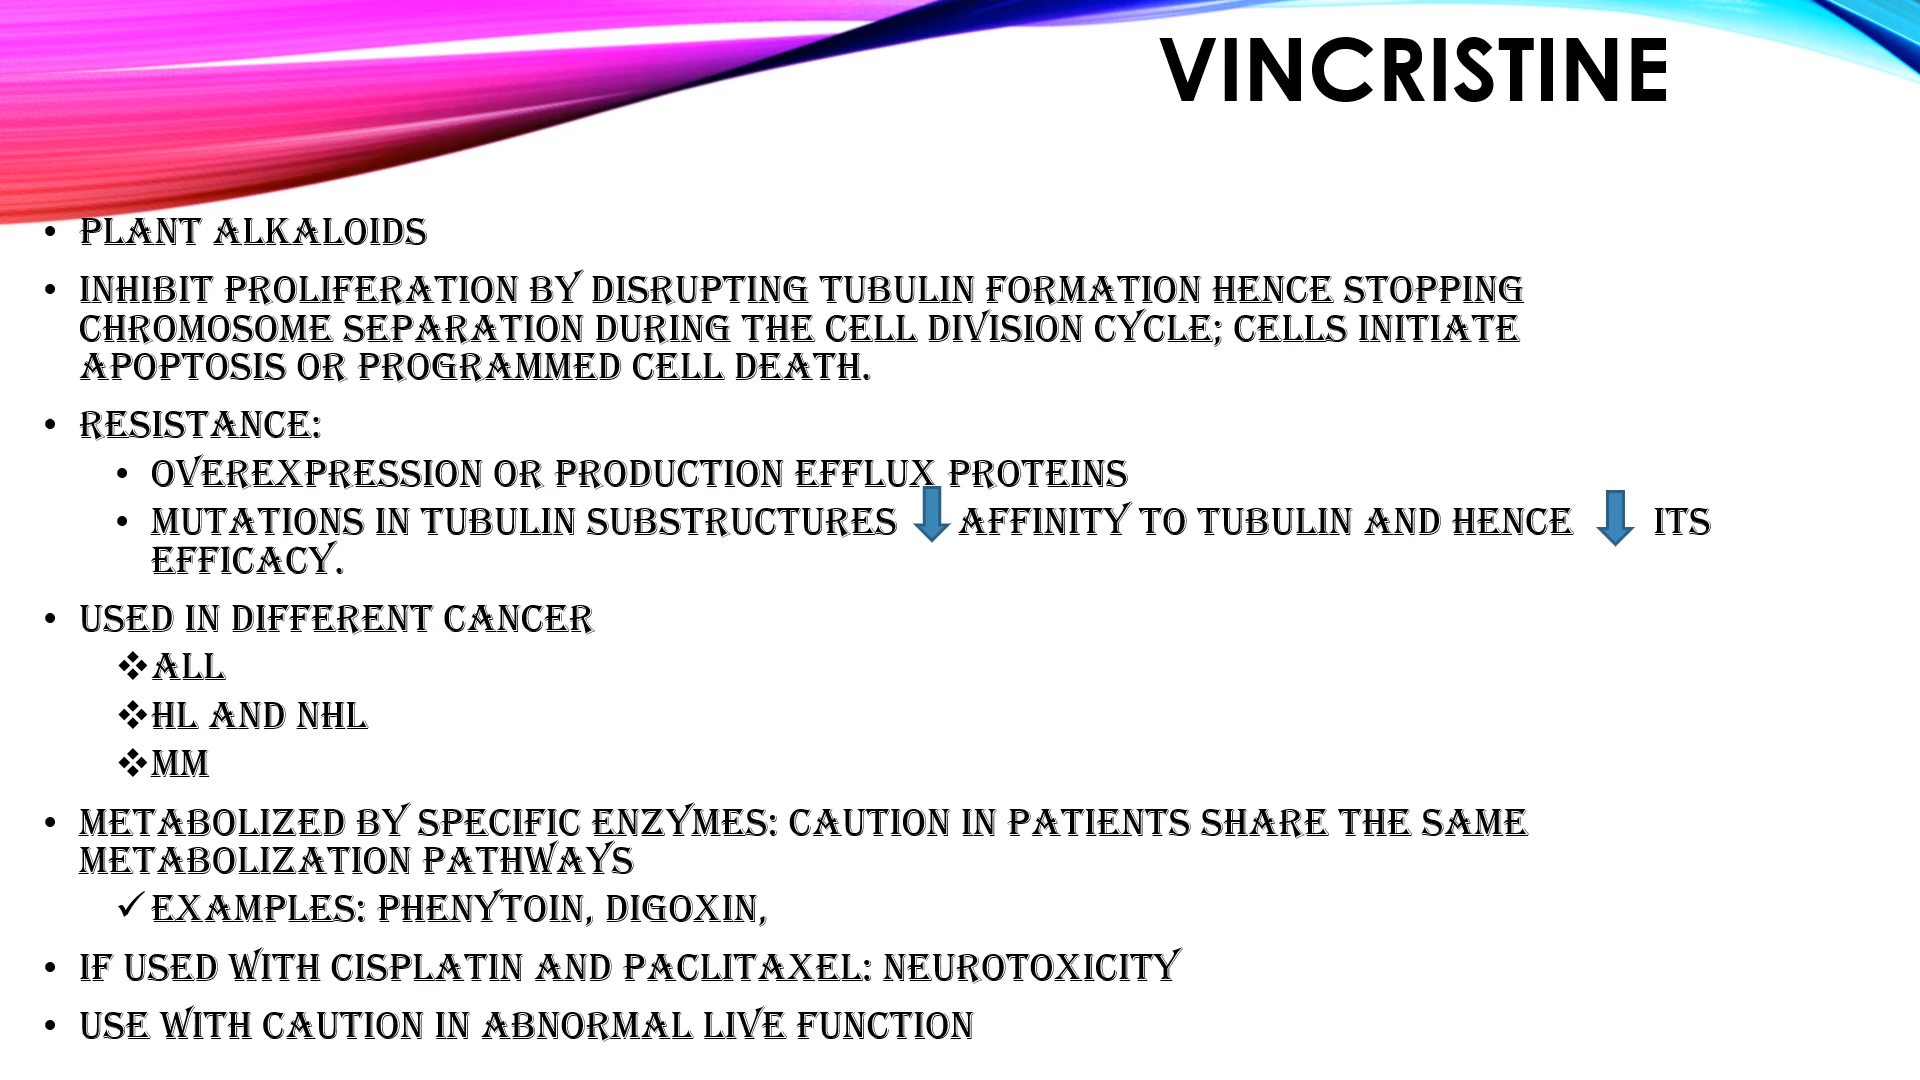 VINCRISTINE
• PLANT ALKALOIDS
• INHIBIT PROLIFERATION BY DISRUPTING TUBULIN FORMATION HENCE STOPPING
CHROMOSOME SEPARATION DURING THE CELL DIVISION CYCLE; CELLS INITIATE
APOPTOSIS OR PROGRAMMED CELL DEATH.
• RESISTANCE:
• OVEREXPRESSION OR PRODUCTION EFFLUX PROTEINS
• MUTATIONS IN TUBULIN SUBSTRUCTURES AFFINITY TO TUBULIN AND HENCE ITS
EFFICACY.
• USED IN DIFFERENT CANCER
❖ALL
❖HL AND NHL
❖MM
• METABOLIZED BY SPECIFIC ENZYMES: CAUTION IN PATIENTS SHARE THE SAME
METABOLIZATION PATHWAYS
✓EXAMPLES: PHENYTOIN, DIGOXIN,
• IF USED WITH CISPLATIN AND PACLITAXEL: NEUROTOXICITY
• USE WITH CAUTION IN ABNORMAL LIVE FUNCTION